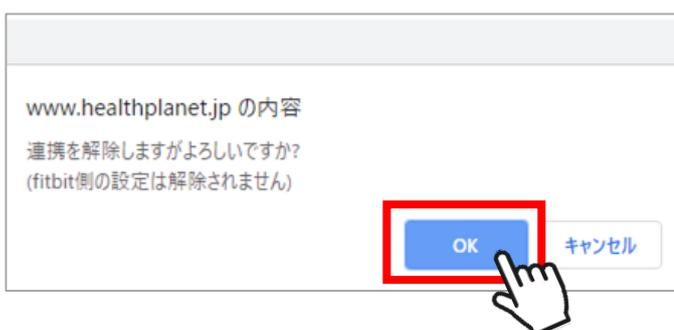 www.healthplanet.jp の内容
連携を解除しますがよろしいですか?
(fitbit側の設定は解除されません)
OK
キャンセル